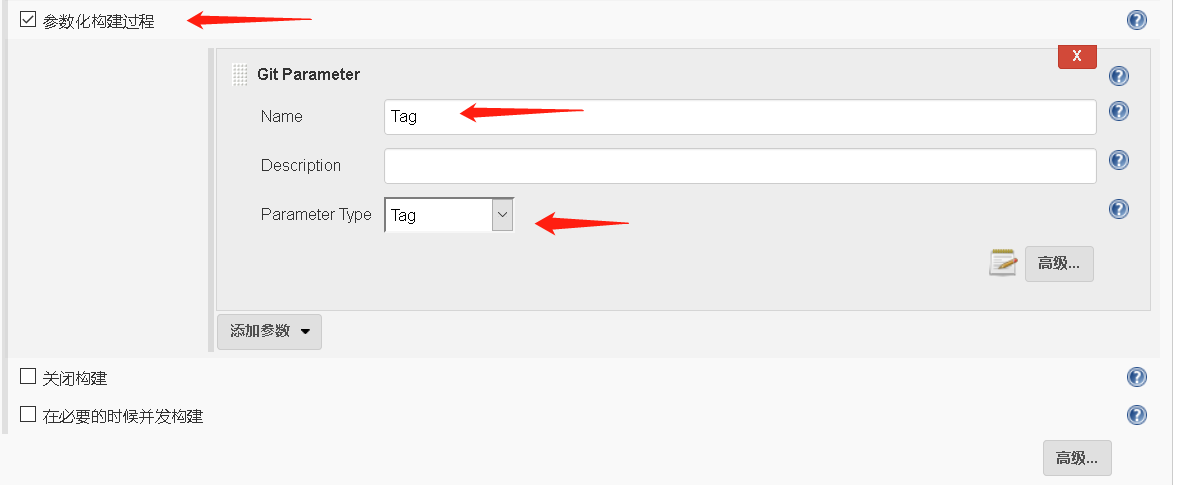 参数化构建过程
X
Git Parameter
Name
Tag
Description
Parameter Type
Tag
高级...
添加参数
关闭构建
在必要的时候并发构建
高级...